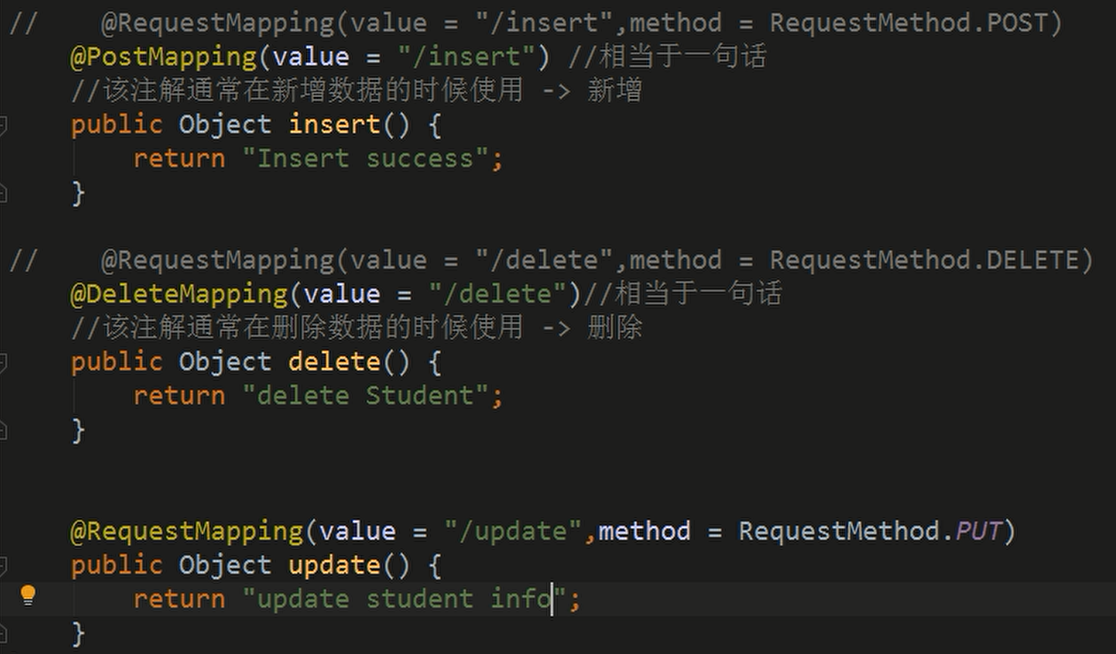 //    @RequestMapping(value = "/insert",method = RequestMethod.POST)
@PostMapping(value = "/insert") //相当于一句话
//该注解通常在新增数据的时候使用 -> 新增
public Object insert() {
return "Insert success";
}
//    @RequestMapping(value = "/delete",method = RequestMethod.DELETE)
@DeleteMapping(value = "/delete")//相当于一句话
//该注解通常在删除数据的时候使用 -> 删除
public Object delete() {
return "delete Student";
}
@RequestMapping(value = "/update",method = RequestMethod.PUT)
public Object update() {
return "update student info";
}